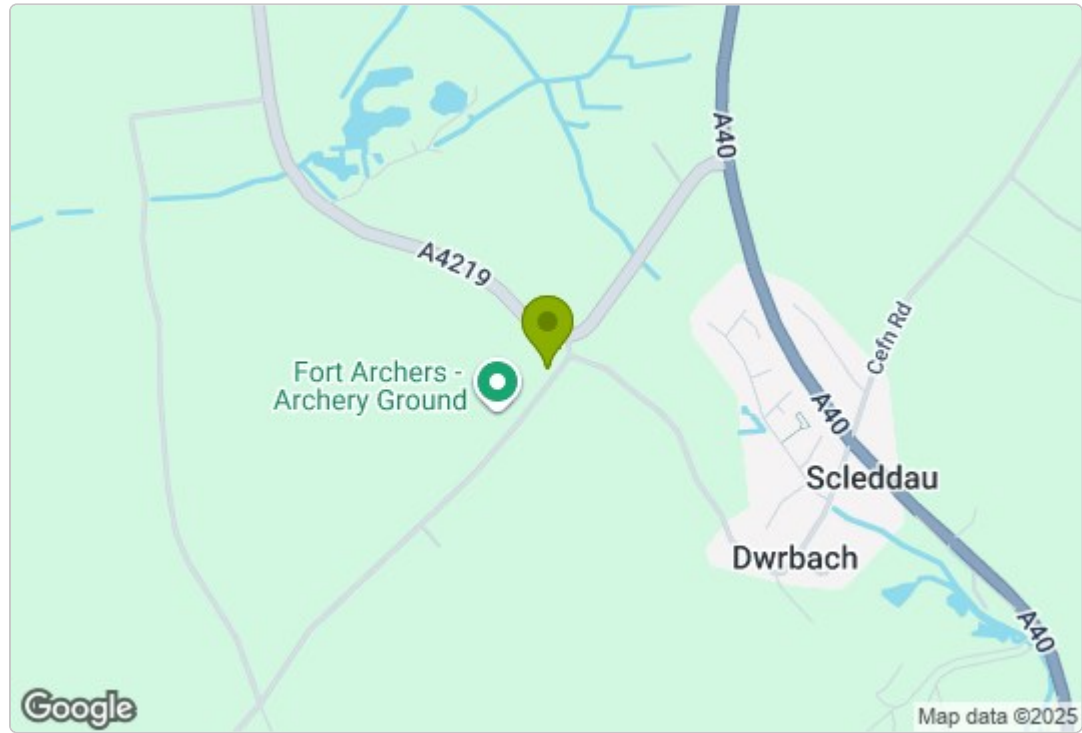 A40
A4219
Cefn Rd
Fort Archers -
Archery Ground
A40
Scleddau
Dwrbach
A40
Google
Map data ©2025